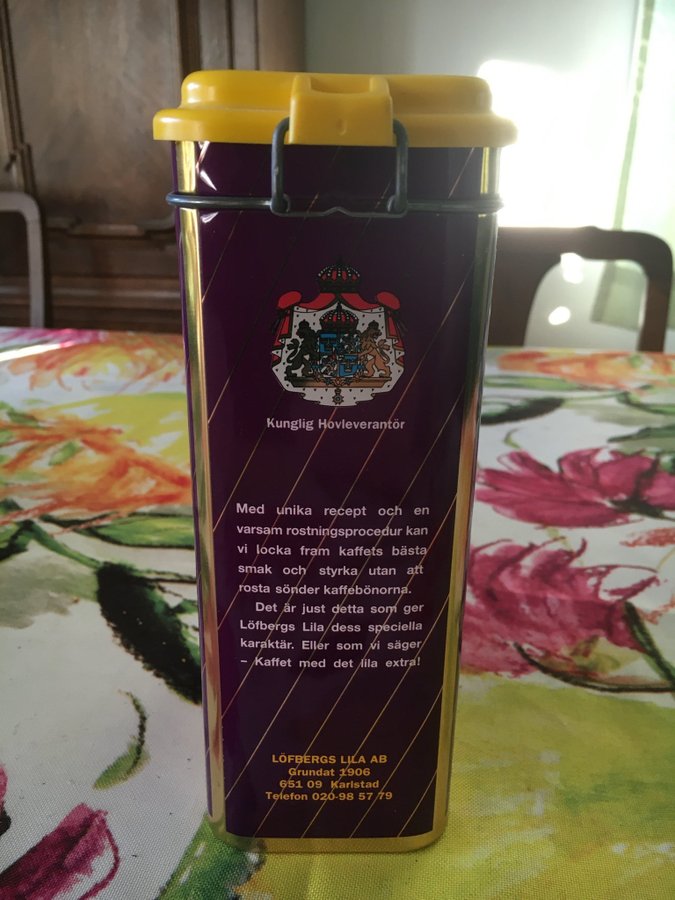 Kunglig Hovleverantör
Med unika recept och en
varsam rostningsprocedur kan
vi locka fram kaffets bästa
smak och styrka utan att
rosta sönder kaffebönorna.
Det är just detta som ger
Löfbergs Lila dess speciella
karaktär. Eller som vi säger
– Kaffet med det lila extra!
LÖFBERGS LILA AB
Grundat 1906
651 09 Karlstad
Telefon 020-98 57 79